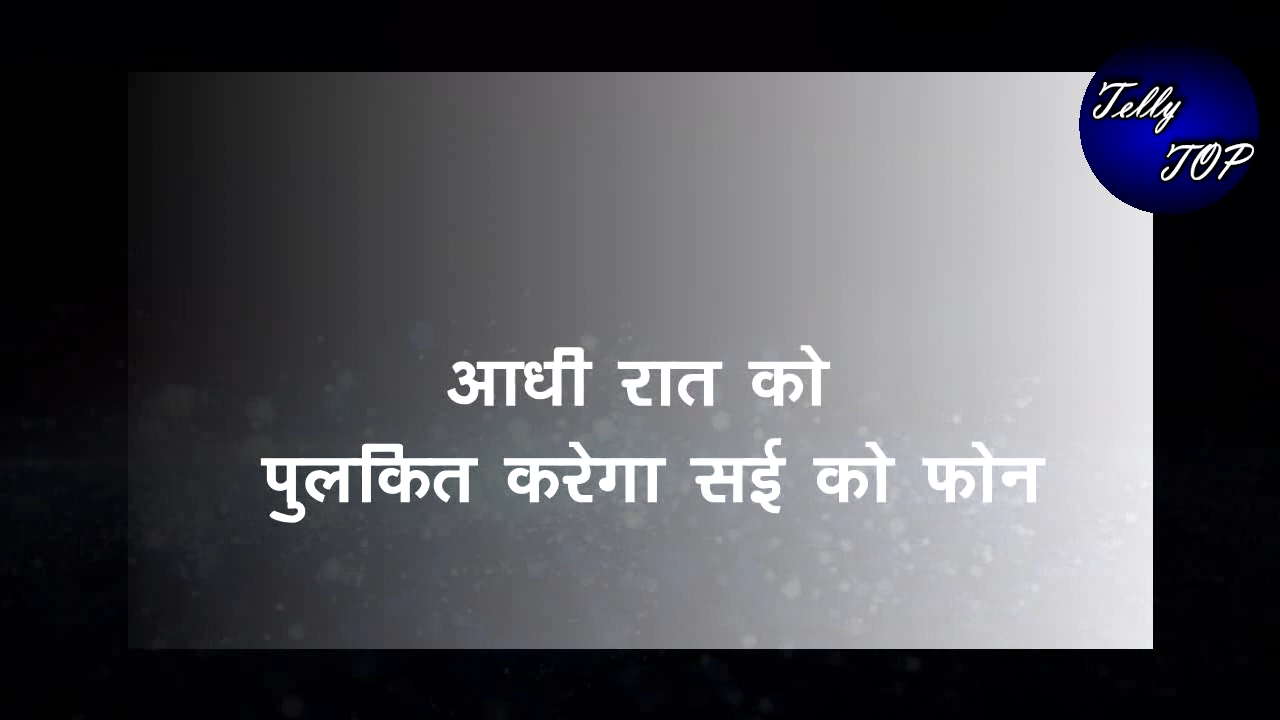 Telly
TOP
आधी रात को
पुलकित करेगा सई को फोन